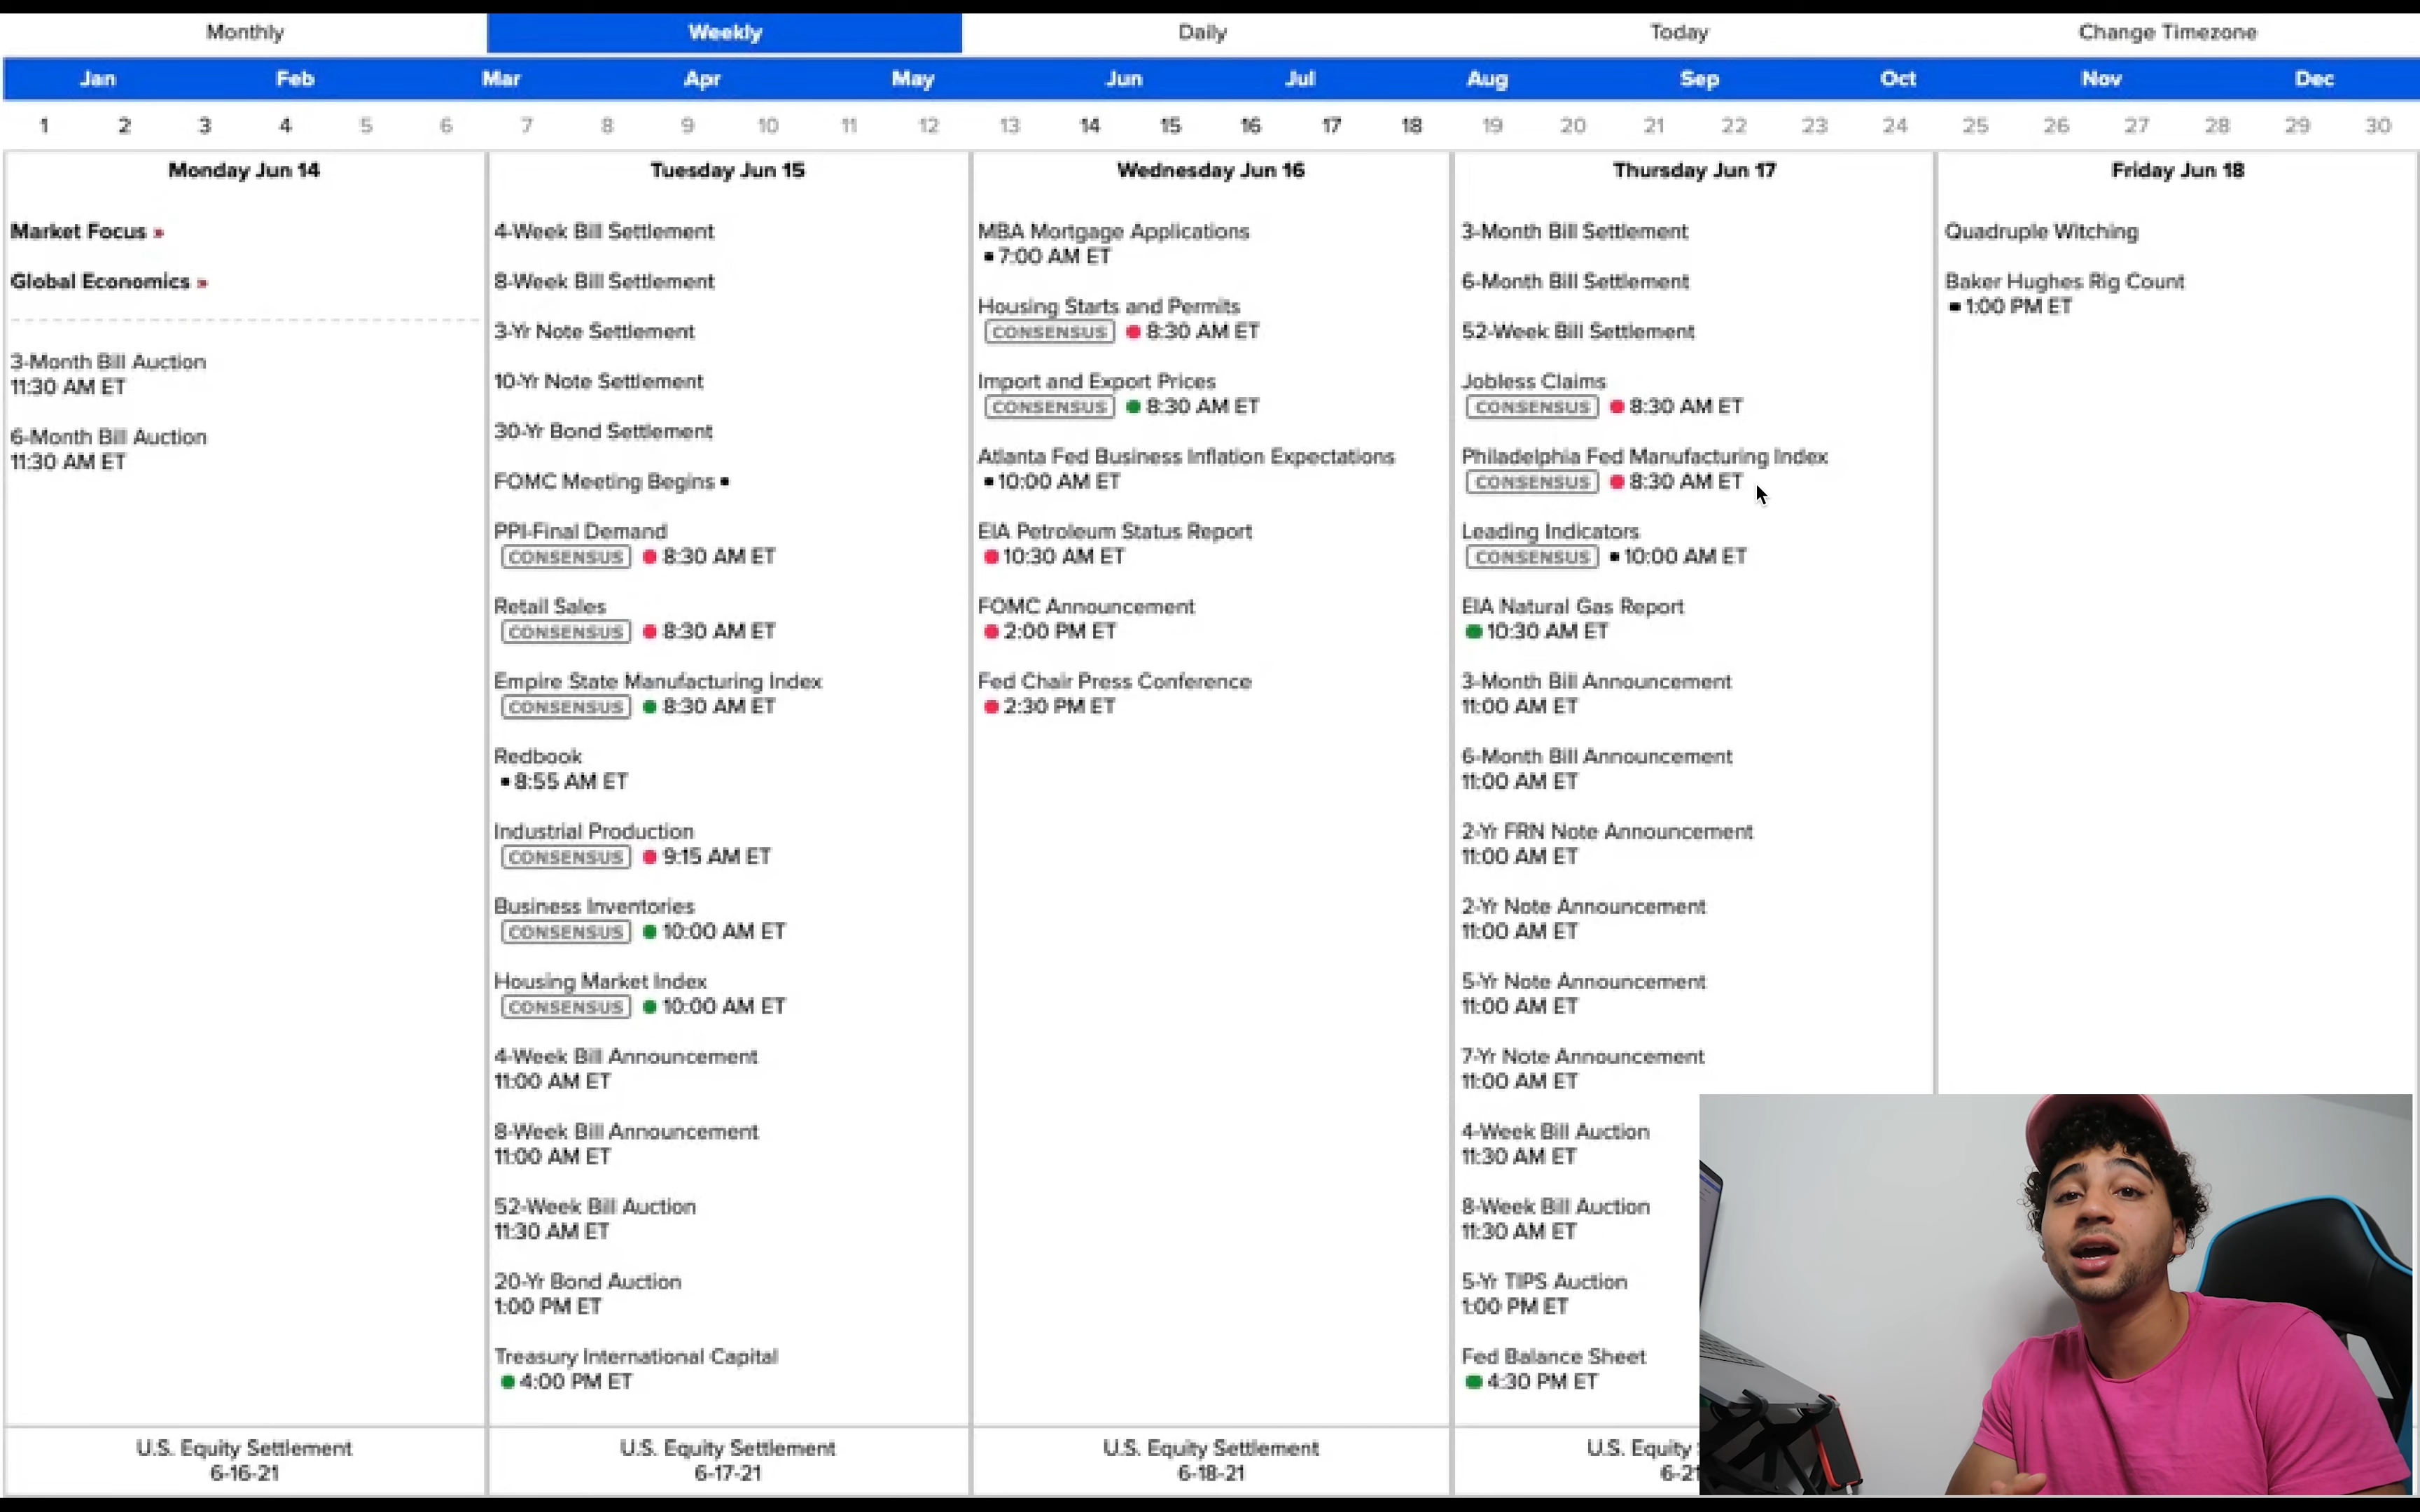 Monthly Weekly Daily Today Change Timezone
Jan Feb Mar Apr May Jun Jul Aug Sep Oct Nov Dec
1 2 3 4 5 6 7 8 9 10 11 12 13 14 15 16 17 18 19 20 21 22 23 24 25 26 27 28 29 30
Monday Jun 14
Market Focus »
Global Economics »
3-Month Bill Auction
11:30 AM ET
6-Month Bill Auction
11:30 AM ET
U.S. Equity Settlement
6-16-21
Tuesday Jun 15
4-Week Bill Settlement
8-Week Bill Settlement
3-Yr Note Settlement
10-Yr Note Settlement
30-Yr Bond Settlement
FOMC Meeting Begins
PPI-Final Demand
CONSENSUS 8:30 AM ET
Retail Sales
CONSENSUS 8:30 AM ET
Empire State Manufacturing Index
CONSENSUS 8:30 AM ET
Redbook
8:55 AM ET
Industrial Production
CONSENSUS 9:15 AM ET
Business Inventories
CONSENSUS 10:00 AM ET
Housing Market Index
CONSENSUS 10:00 AM ET
4-Week Bill Announcement
11:00 AM ET
8-Week Bill Announcement
11:00 AM ET
52-Week Bill Auction
11:30 AM ET
20-Yr Bond Auction
1:00 PM ET
Treasury International Capital
4:00 PM ET
U.S. Equity Settlement
6-17-21
Wednesday Jun 16
MBA Mortgage Applications
7:00 AM ET
Housing Starts and Permits
CONSENSUS 8:30 AM ET
Import and Export Prices
CONSENSUS 8:30 AM ET
Atlanta Fed Business Inflation Expectations
10:00 AM ET
EIA Petroleum Status Report
10:30 AM ET
FOMC Announcement
2:00 PM ET
Fed Chair Press Conference
2:30 PM ET
U.S. Equity Settlement
6-18-21
Thursday Jun 17
3-Month Bill Settlement
6-Month Bill Settlement
52-Week Bill Settlement
Jobless Claims
CONSENSUS 8:30 AM ET
Philadelphia Fed Manufacturing Index
CONSENSUS 8:30 AM ET
Leading Indicators
CONSENSUS 10:00 AM ET
EIA Natural Gas Report
10:30 AM ET
3-Month Bill Announcement
11:00 AM ET
6-Month Bill Announcement
11:00 AM ET
2-Yr FRN Note Announcement
11:00 AM ET
2-Yr Note Announcement
11:00 AM ET
5-Yr Note Announcement
11:00 AM ET
7-Yr Note Announcement
11:00 AM ET
4-Week Bill Auction
11:30 AM ET
8-Week Bill Auction
11:30 AM ET
5-Yr TIPS Auction
1:00 PM ET
Fed Balance Sheet
4:30 PM ET
U.S. Equity
Friday Jun 18
Quadruple Witching
Baker Hughes Rig Count
1:00 PM ET